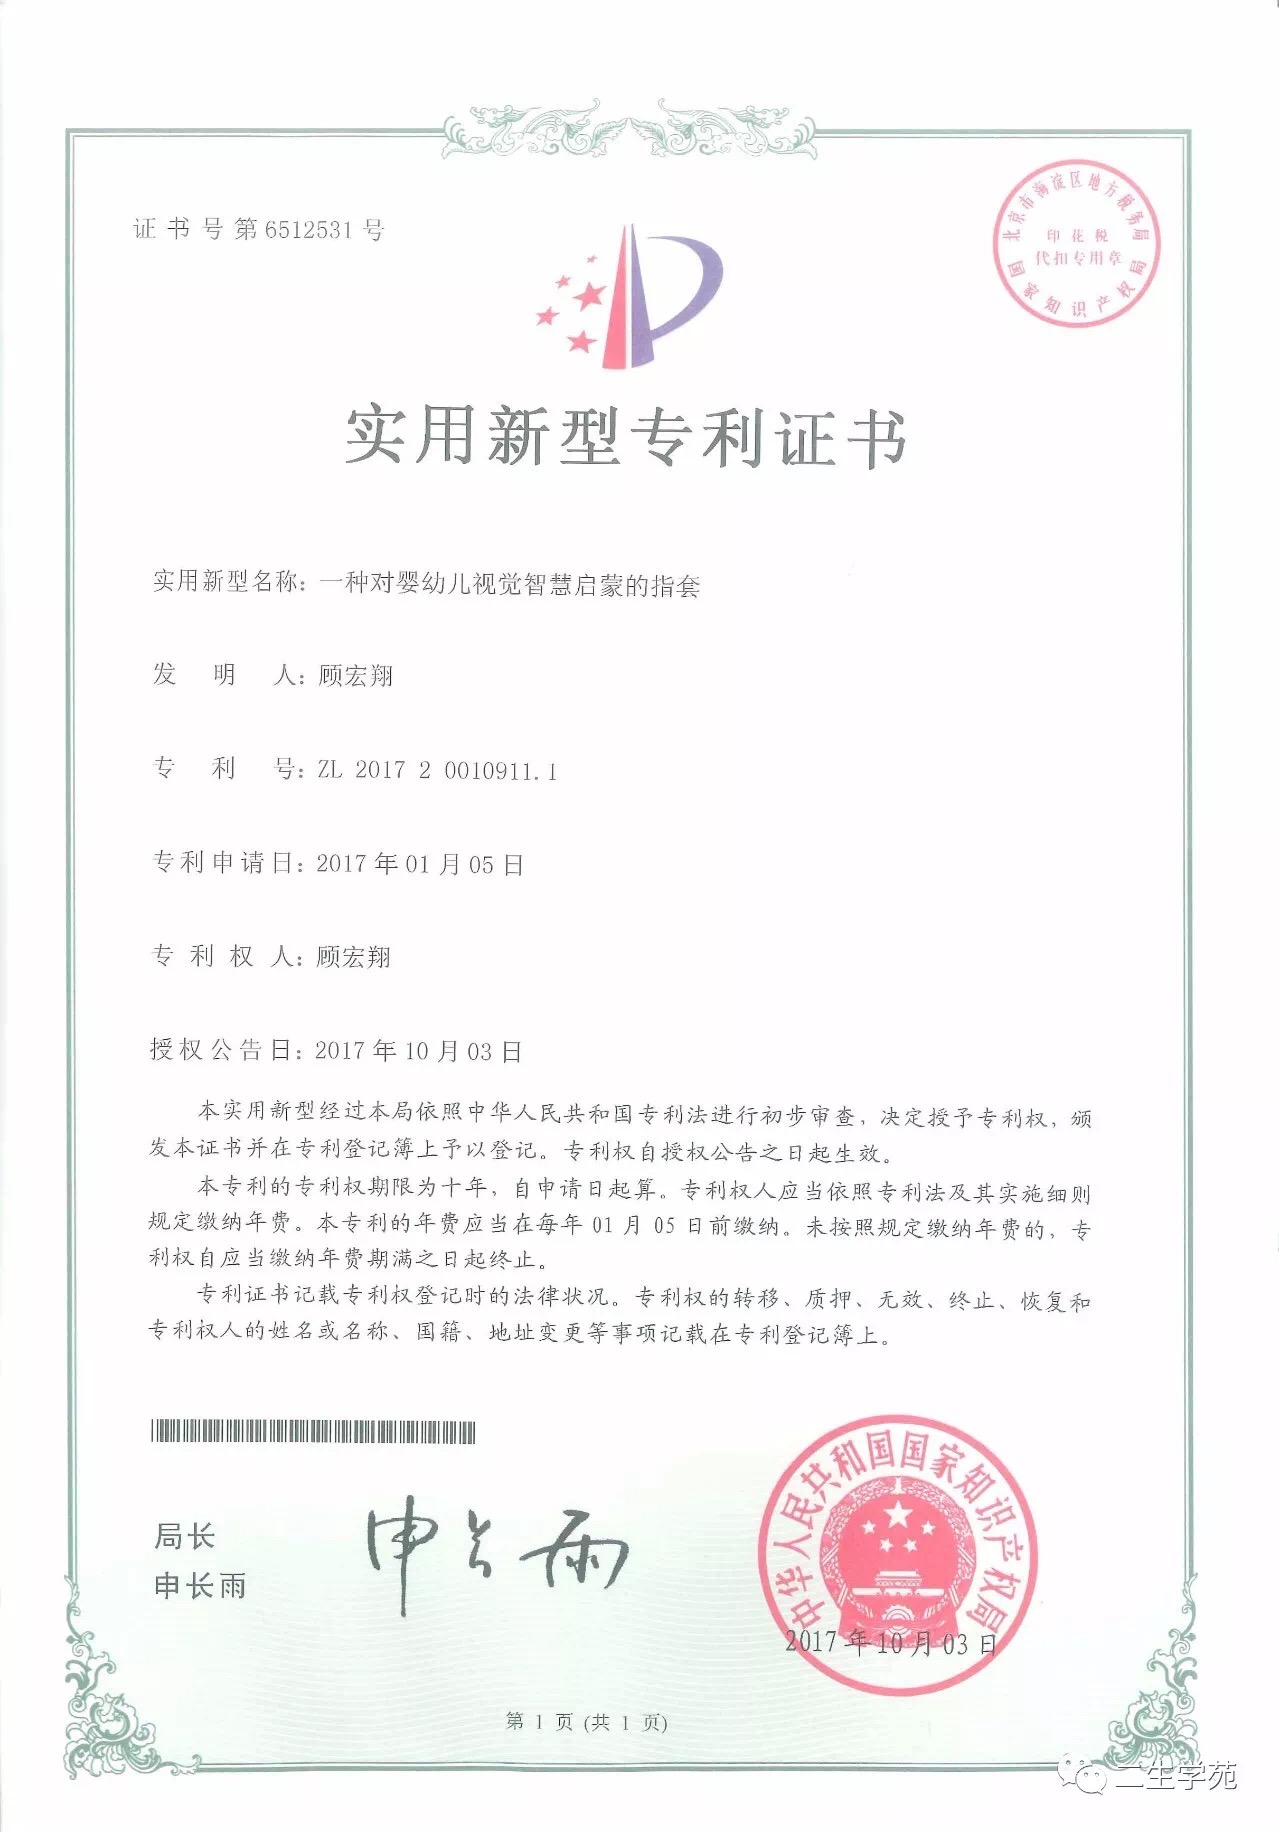 证书号第6512531号
北京市海淀区地方税务局
印花税
代扣专用章
国家知识产权局
实用新型专利证书
实用新型名称：一种对婴幼儿视觉智慧启蒙的指套
发明人：顾宏翔
专利号：ZL 2017 2 0010911.1
专利申请日：2017年01月05日
专利权人：顾宏翔
授权公告日：2017年10月03日
本实用新型经过本局依照中华人民共和国专利法进行初步审查，决定授予专利权，颁
发本证书并在专利登记簿上予以登记。专利权自授权公告之日起生效。
本专利的专利权期限为十年，自申请日起算。专利权人应当依照专利法及其实施细则
规定缴纳年费。本专利的年费应当在每年01月05日前缴纳。未按照规定缴纳年费的，专
利权自应当缴纳年费期满之日起终止。
专利证书记载专利权登记时的法律状况。专利权的转移、质押、无效、终止、恢复和
专利权人的姓名或名称、国籍、地址变更等事项记载在专利登记簿上。
局长
申长雨
申长雨
中华人民共和国国家知识产权局
2017年10月03日
第 1 页 (共 1 页)
二生学苑